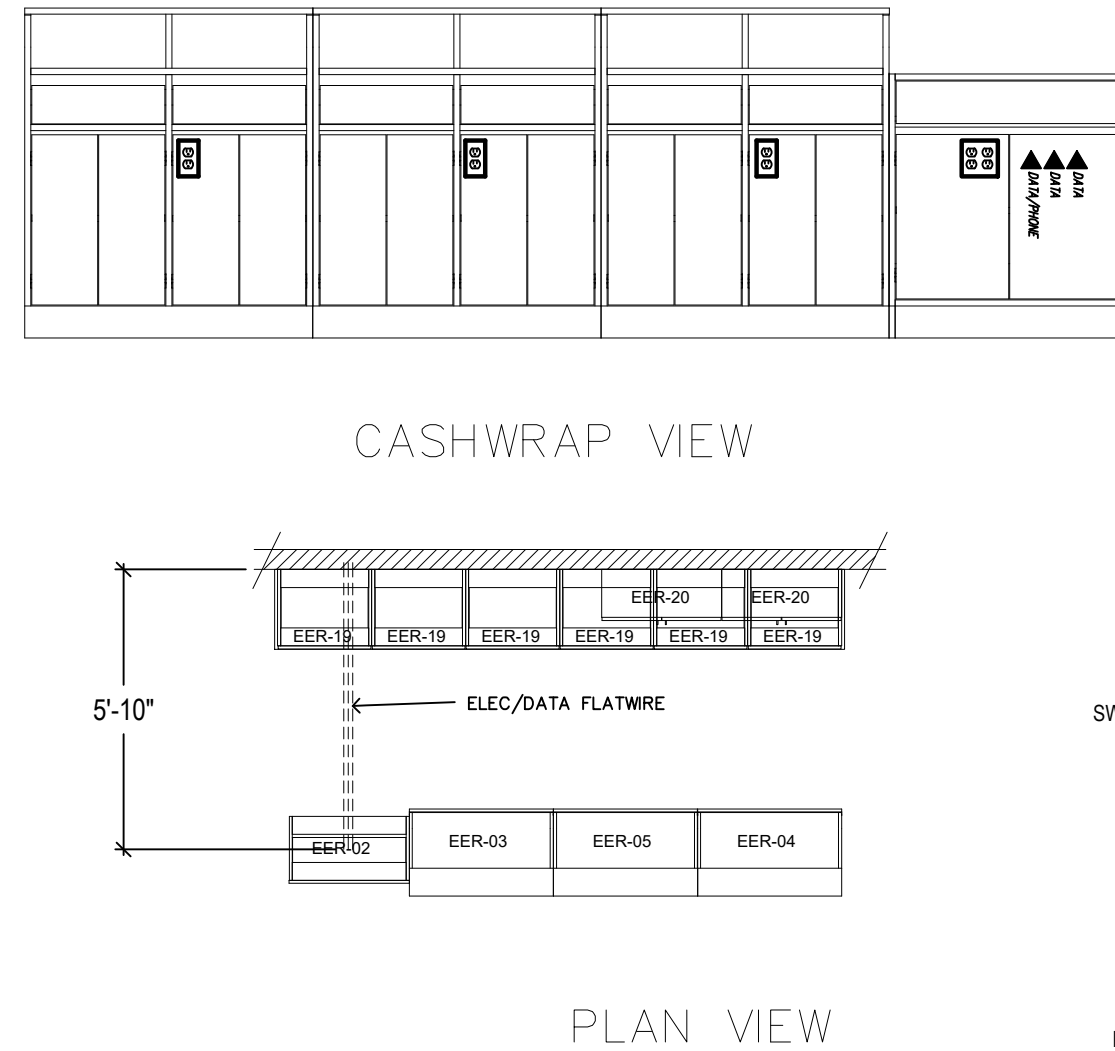 DATA
DATA
DATA/PHONE
CASHWRAP VIEW
EER-20 EER-20
EER-19 EER-19 EER-19 EER-19 EER-19 EER-19
5'-10"
ELEC/DATA FLATWIRE
SW
EER-02 EER-03 EER-05 EER-04
PLAN VIEW